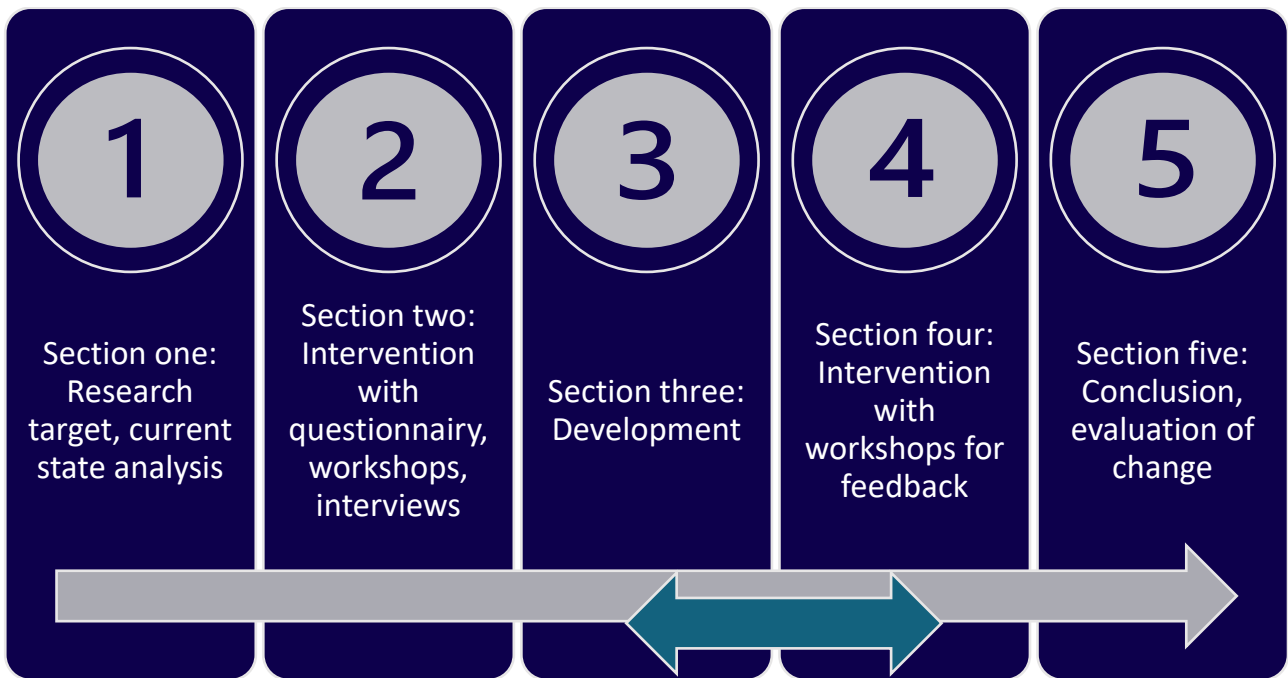 1
Section one:
Research
target, current
state analysis
2
Section two:
Intervention
with
questionnairy,
workshops,
interviews
3
Section three:
Development
4
Section four:
Intervention
with
workshops for
feedback
5
Section five:
Conclusion,
evaluation of
change